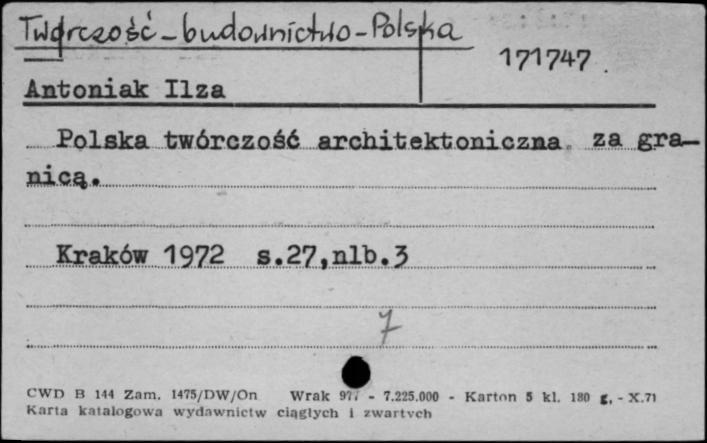 Twórczość - budownictwo - Polska
171747
Antoniak Ilza
Polska twórczość architektoniczna za gra-
nicą.
Kraków 1972 s.27,nlb.3
7
CWD B 144 Zam. 1475/DW/On Wrak - 7.225.000 - Karton 5 kl. 180 g. - X.71
Karta katalogowa wydawnictw ciągłych i zwartych